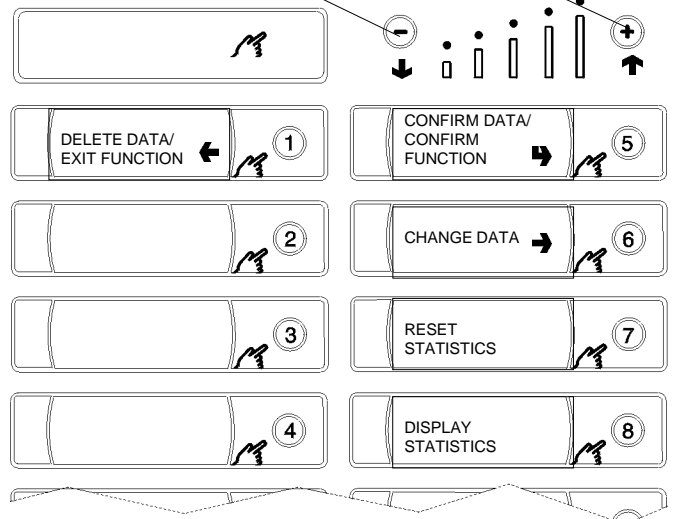 - +
DELETE DATA/
EXIT FUNCTION
1
CONFIRM DATA/
CONFIRM
FUNCTION
5
2
CHANGE DATA
6
3
RESET
STATISTICS
7
4
DISPLAY
STATISTICS
8